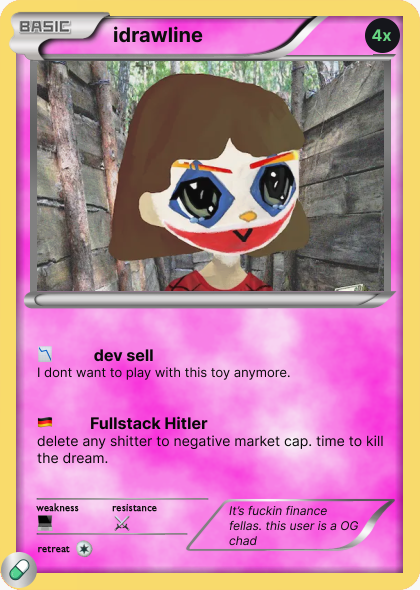 BASIC
idrawline
4x
dev sell
I dont want to play with this toy anymore.
Fullstack Hitler
delete any shitter to negative market cap. time to kill
the dream.
weakness
resistance
It's fuckin finance
fellas. this user is a OG
chad
retreat